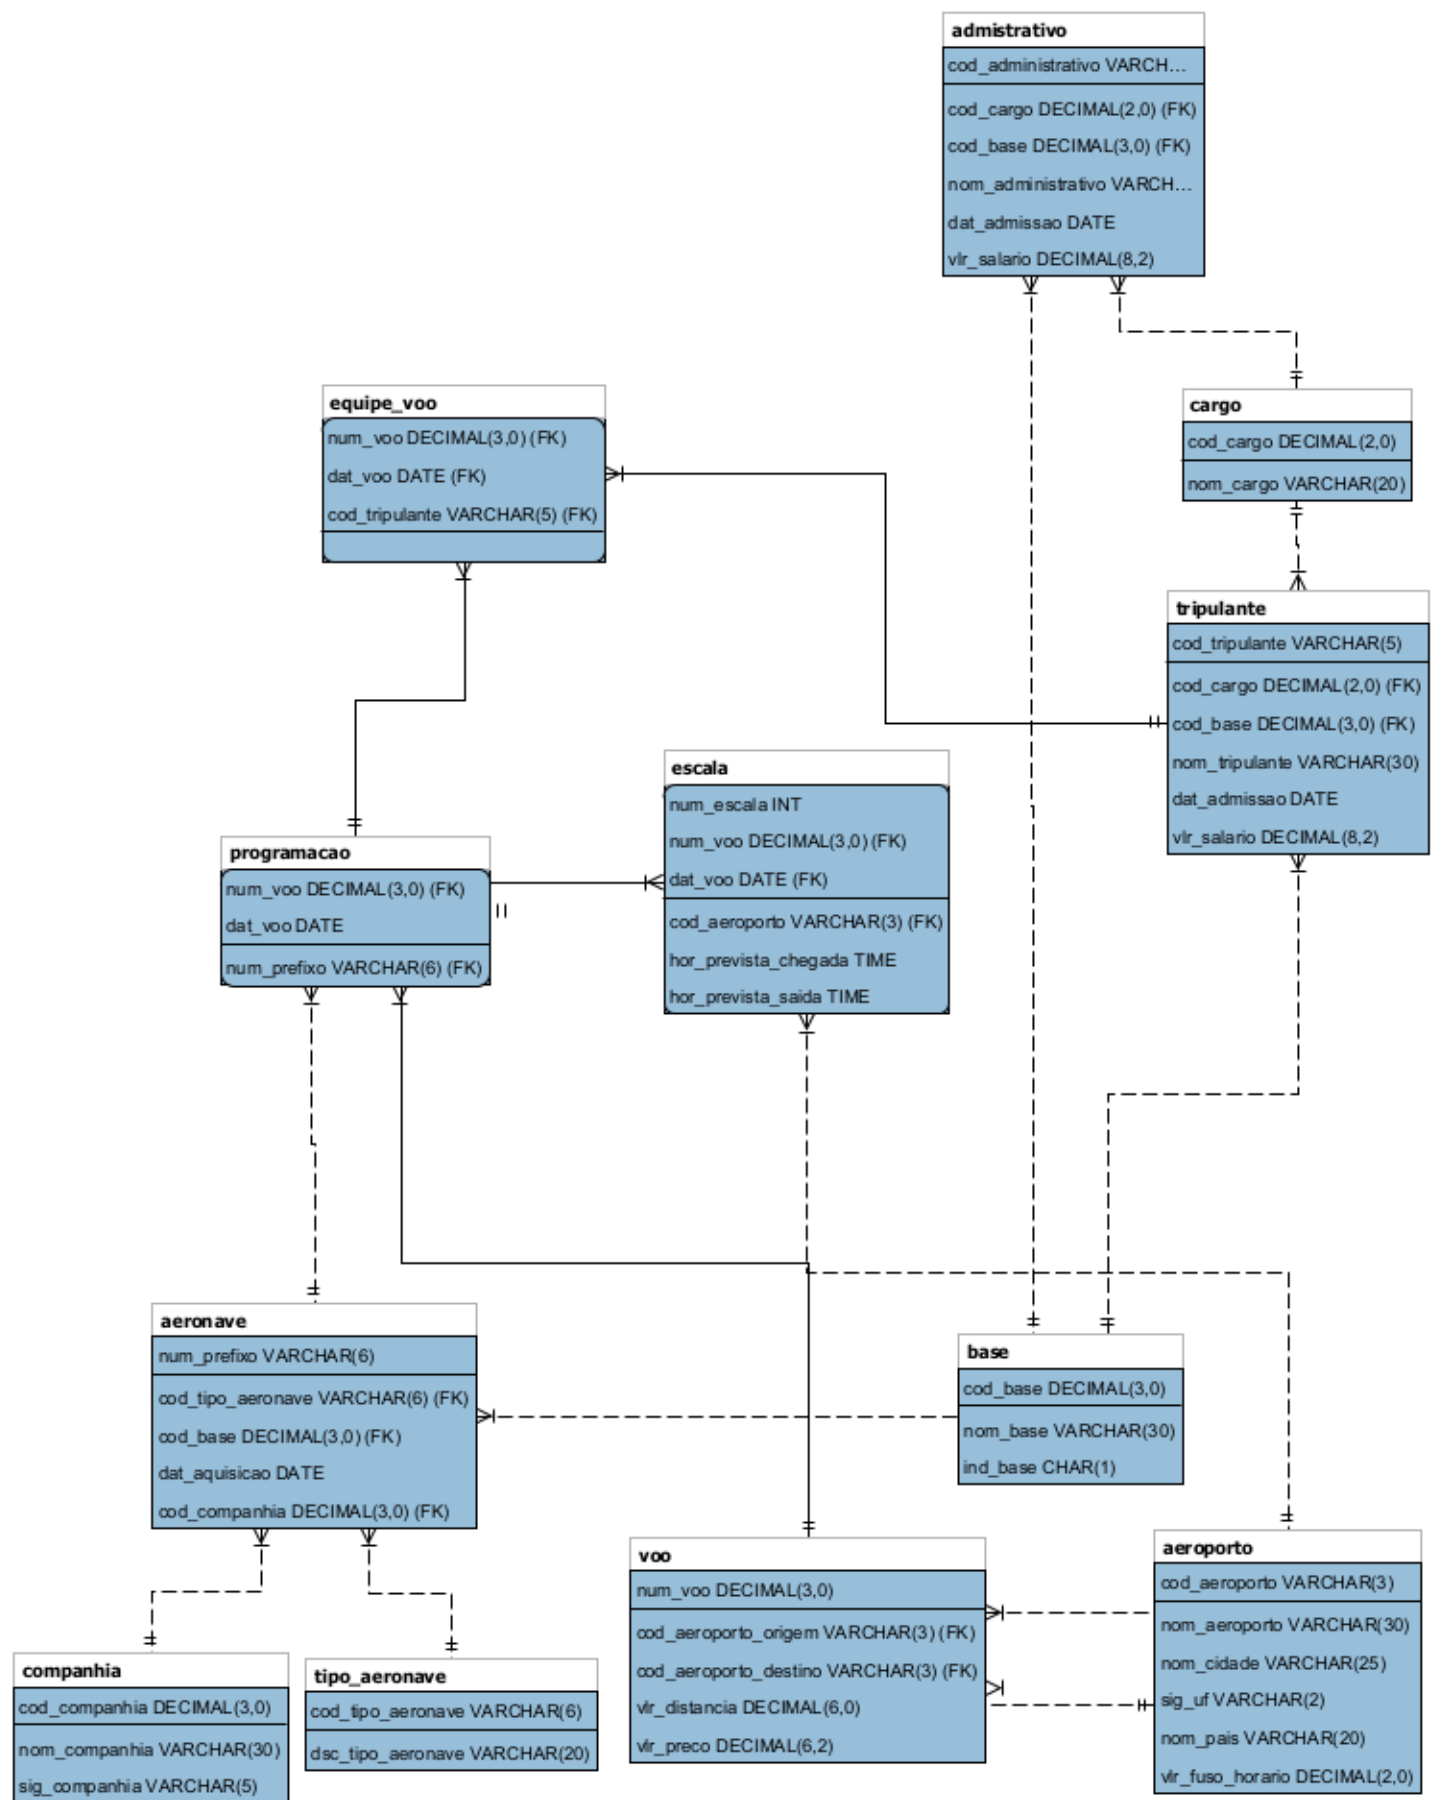 admistrativo
cod_administrativo VARCH...
cod_cargo DECIMAL(2,0) (FK)
cod_base DECIMAL(3,0) (FK)
nom_administrativo VARCH...
dat_admissao DATE
vlr_salario DECIMAL(8,2)
equipe_voo
num_voo DECIMAL(3,0) (FK)
dat_voo DATE (FK)
cod_tripulante VARCHAR(5) (FK)
cargo
cod_cargo DECIMAL(2,0)
nom_cargo VARCHAR(20)
tripulante
cod_tripulante VARCHAR(5)
cod_cargo DECIMAL(2,0) (FK)
cod_base DECIMAL(3,0) (FK)
nom_tripulante VARCHAR(30)
dat_admissao DATE
vlr_salario DECIMAL(8,2)
escala
num_escala INT
num_voo DECIMAL(3,0) (FK)
dat_voo DATE (FK)
cod_aeroporto VARCHAR(3) (FK)
hor_prevista_chegada TIME
hor_prevista_saida TIME
programacao
num_voo DECIMAL(3,0) (FK)
dat_voo DATE
num_prefixo VARCHAR(6) (FK)
aeronave
num_prefixo VARCHAR(6)
cod_tipo_aeronave VARCHAR(6) (FK)
cod_base DECIMAL(3,0) (FK)
dat_aquisicao DATE
cod_companhia DECIMAL(3,0) (FK)
base
cod_base DECIMAL(3,0)
nom_base VARCHAR(30)
ind_base CHAR(1)
voo
num_voo DECIMAL(3,0)
cod_aeroporto_origem VARCHAR(3) (FK)
cod_aeroporto_destino VARCHAR(3) (FK)
vlr_distancia DECIMAL(6,0)
vlr_preco DECIMAL(6,2)
aeroporto
cod_aeroporto VARCHAR(3)
nom_aeroporto VARCHAR(30)
nom_cidade VARCHAR(25)
sig_uf VARCHAR(2)
nom_pais VARCHAR(20)
vlr_fuso_horario DECIMAL(2,0)
companhia
cod_companhia DECIMAL(3,0)
nom_companhia VARCHAR(30)
sig_companhia VARCHAR(5)
tipo_aeronave
cod_tipo_aeronave VARCHAR(6)
dsc_tipo_aeronave VARCHAR(20)